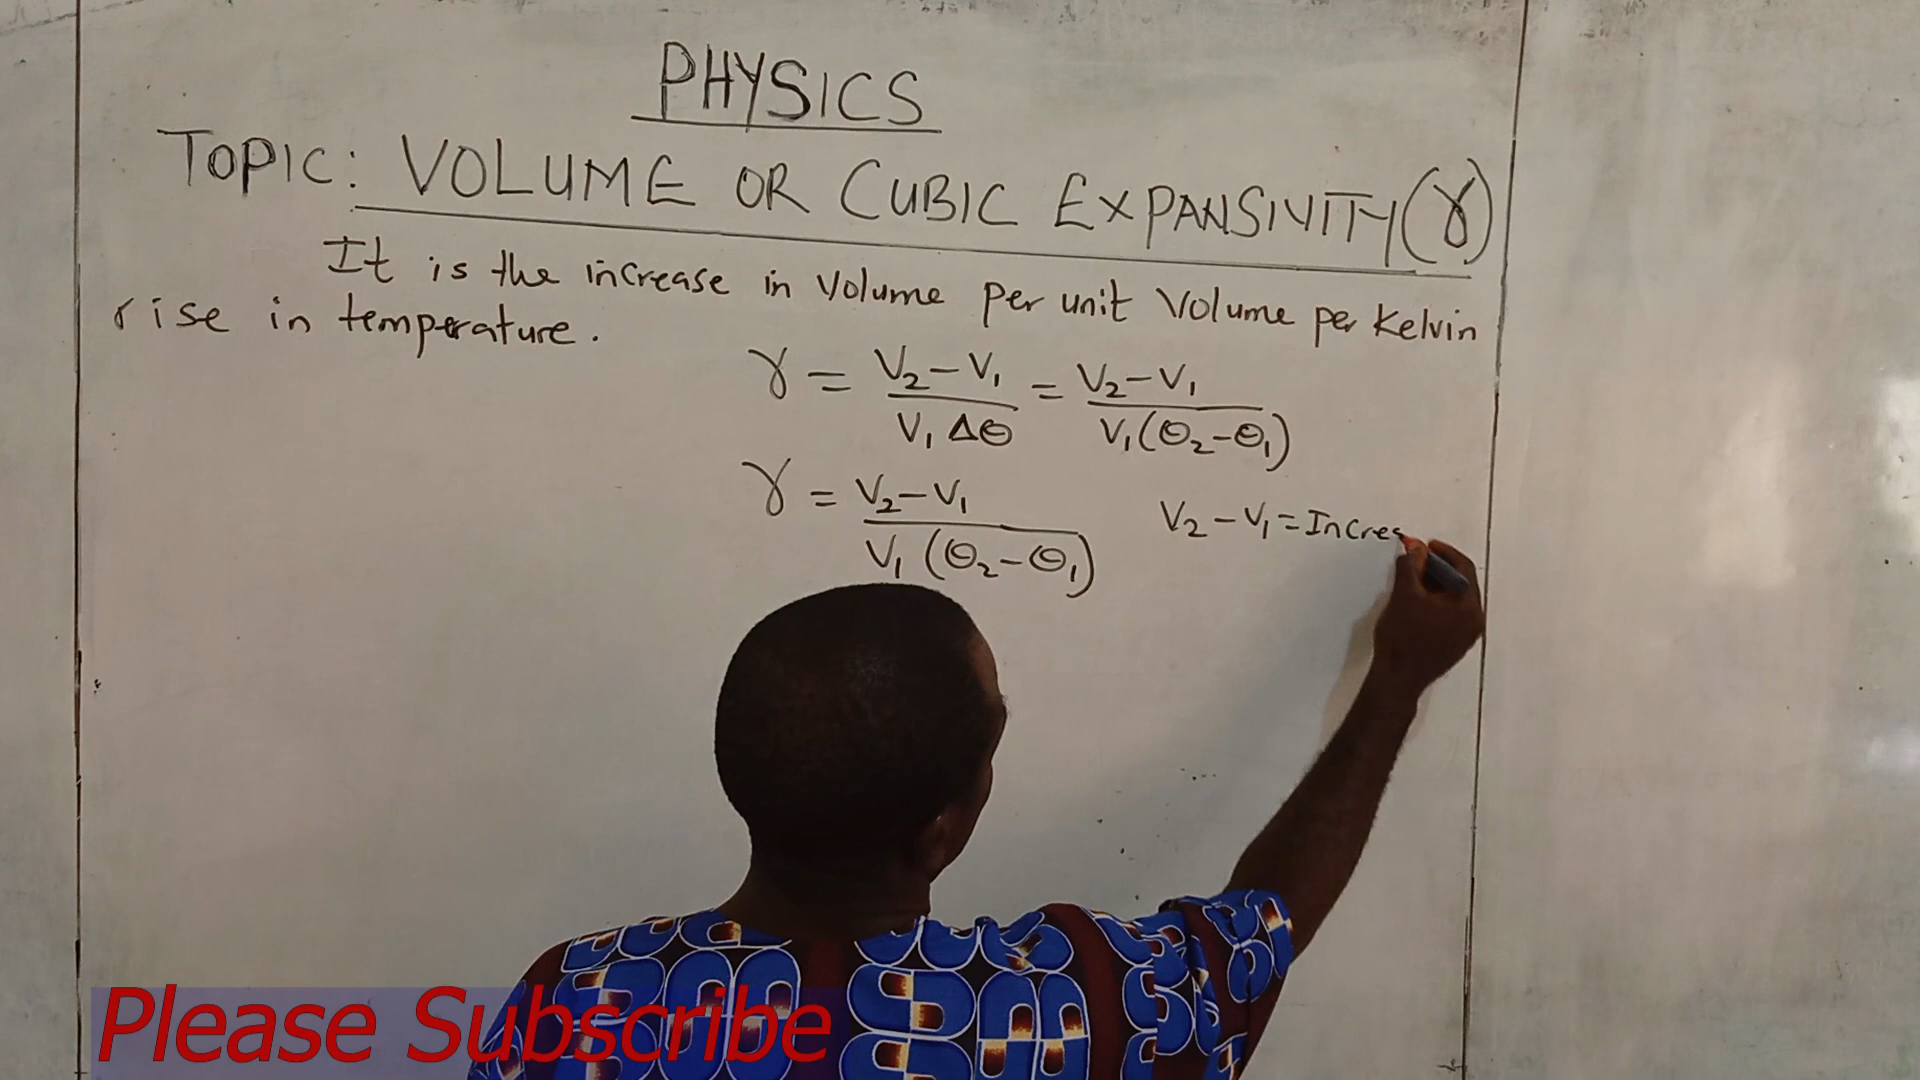 PHYSICS
TOPIC: VOLUME OR CUBIC EXPANSIVITY (γ)
It is the increase in Volume per unit Volume per Kelvin
rise in temperature.
γ = V₂-V₁ / V₁ Δθ = V₂-V₁ / V₁(θ₂-θ₁)
γ = V₂-V₁ / V₁ (θ₂-θ₁)
V₂-V₁ = Increa
Please Subscribe